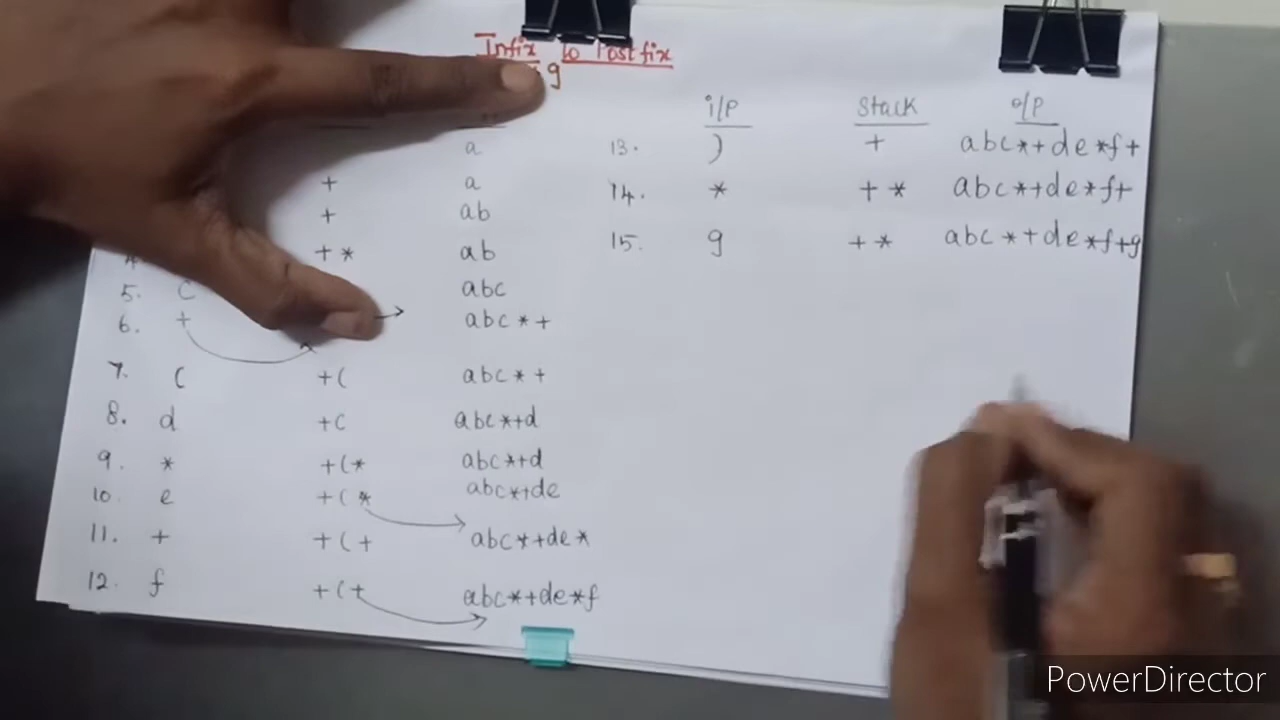 Infix to Postfix
g
i/p Stack o/p
a
+ a
+ ab
4. + * ab
5. C abc
6. + abc*+
7. ( +( abc*+
8. d +( abc*+d
9. * +(* abc*+d
10. e +(* abc*+de
11. + +(+ abc*+de*
12. f +(+ abc*+de*f
13. ) + abc*+de*f+
14. * + * abc*+de*f+
15. g + * abc*+de*f+g
PowerDirector